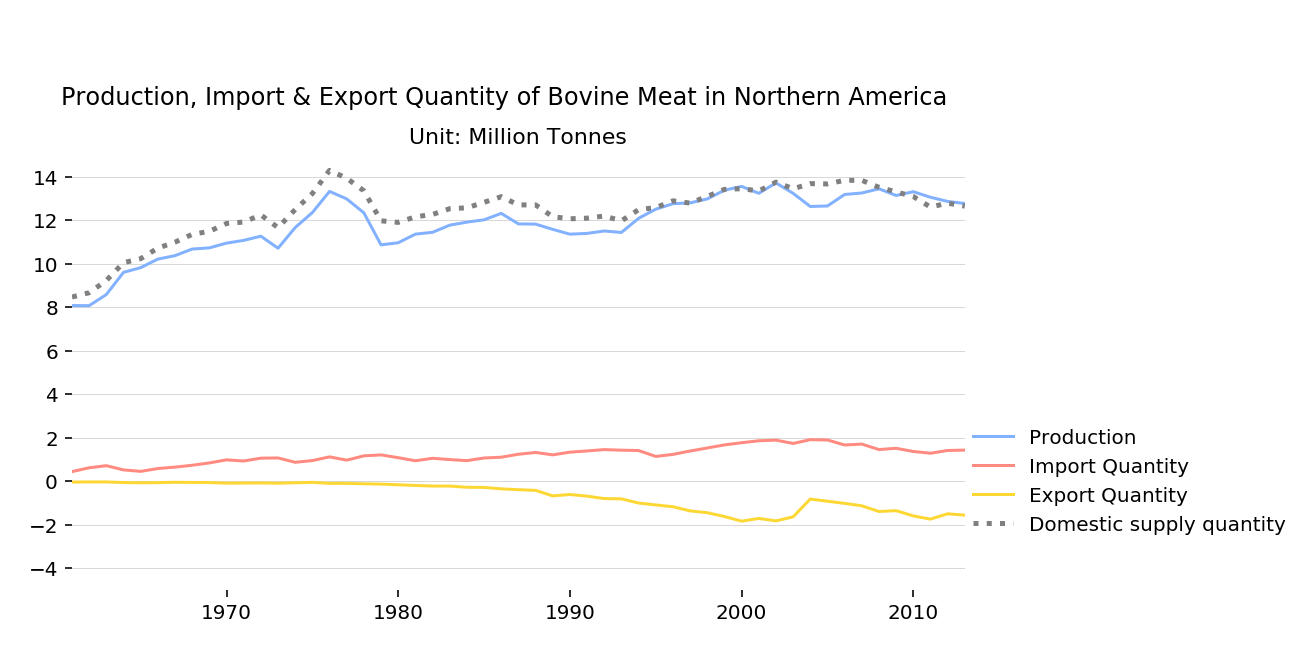 Production, Import & Export Quantity of Bovine Meat in Northern America
Unit: Million Tonnes
14
12
10
8
6
4
2
0
−2
−4
1970 1980 1990 2000 2010
Production
Import Quantity
Export Quantity
Domestic supply quantity